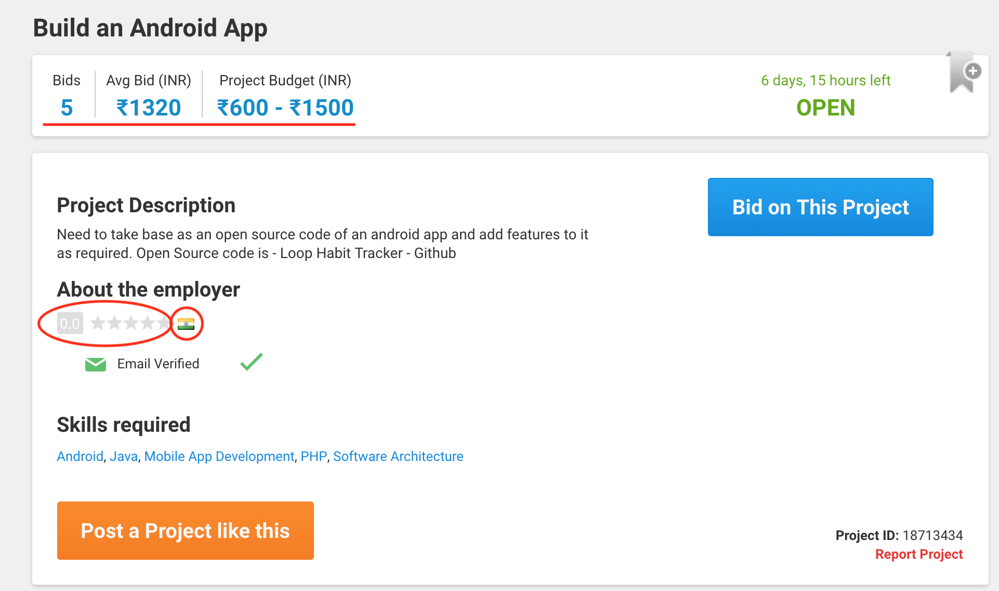 Build an Android App
Bids
Avg Bid (INR)
Project Budget (INR)
6 days, 15 hours left
5
₹1320
₹600 - ₹1500
OPEN
Project Description
Bid on This Project
Need to take base as an open source code of an android app and add features to it
as required. Open Source code is - Loop Habit Tracker - Github
About the employer
0.0
Email Verified
Skills required
Android, Java, Mobile App Development, PHP, Software Architecture
Post a Project like this
Project ID: 18713434
Report Project